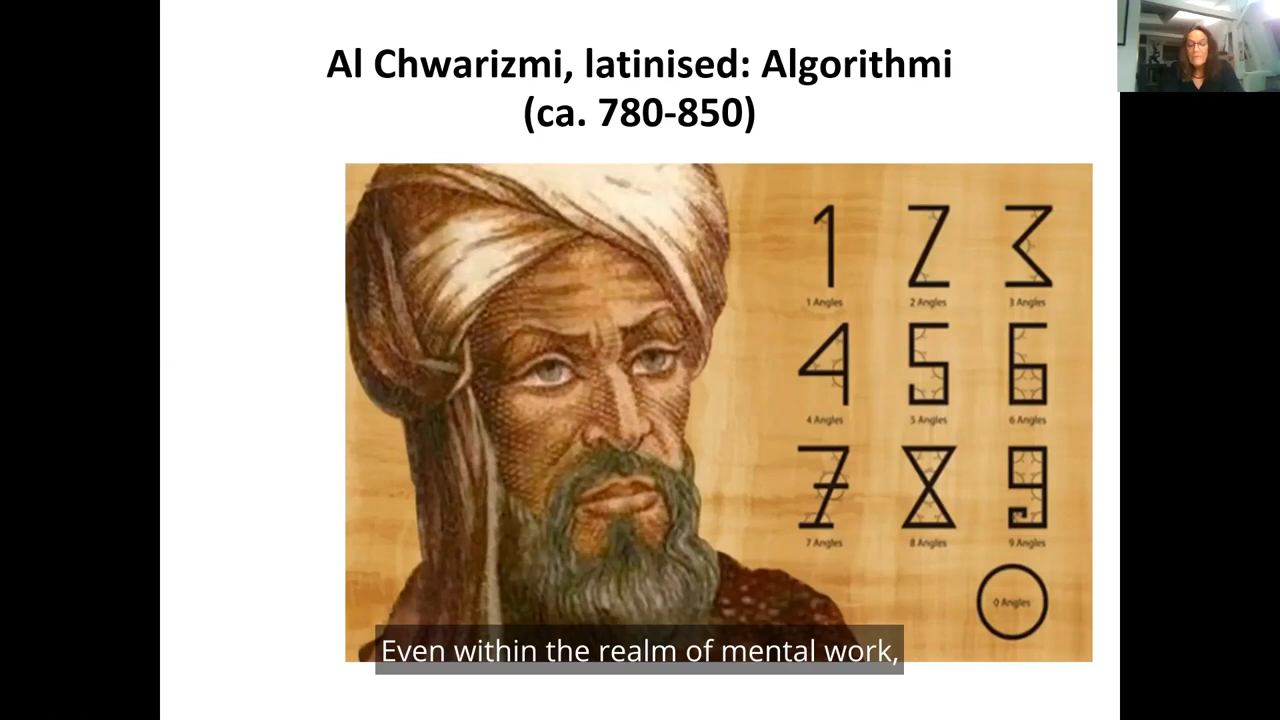 Al Chwarizmi, latinised: Algorithmi
(ca. 780-850)
1 2 3
1 Angles 2 Angles 3 Angles
4 5 6
4 Angles 5 Angles 6 Angles
7 8 9
7 Angles 8 Angles 9 Angles
0 Angles
Even within the realm of mental work,